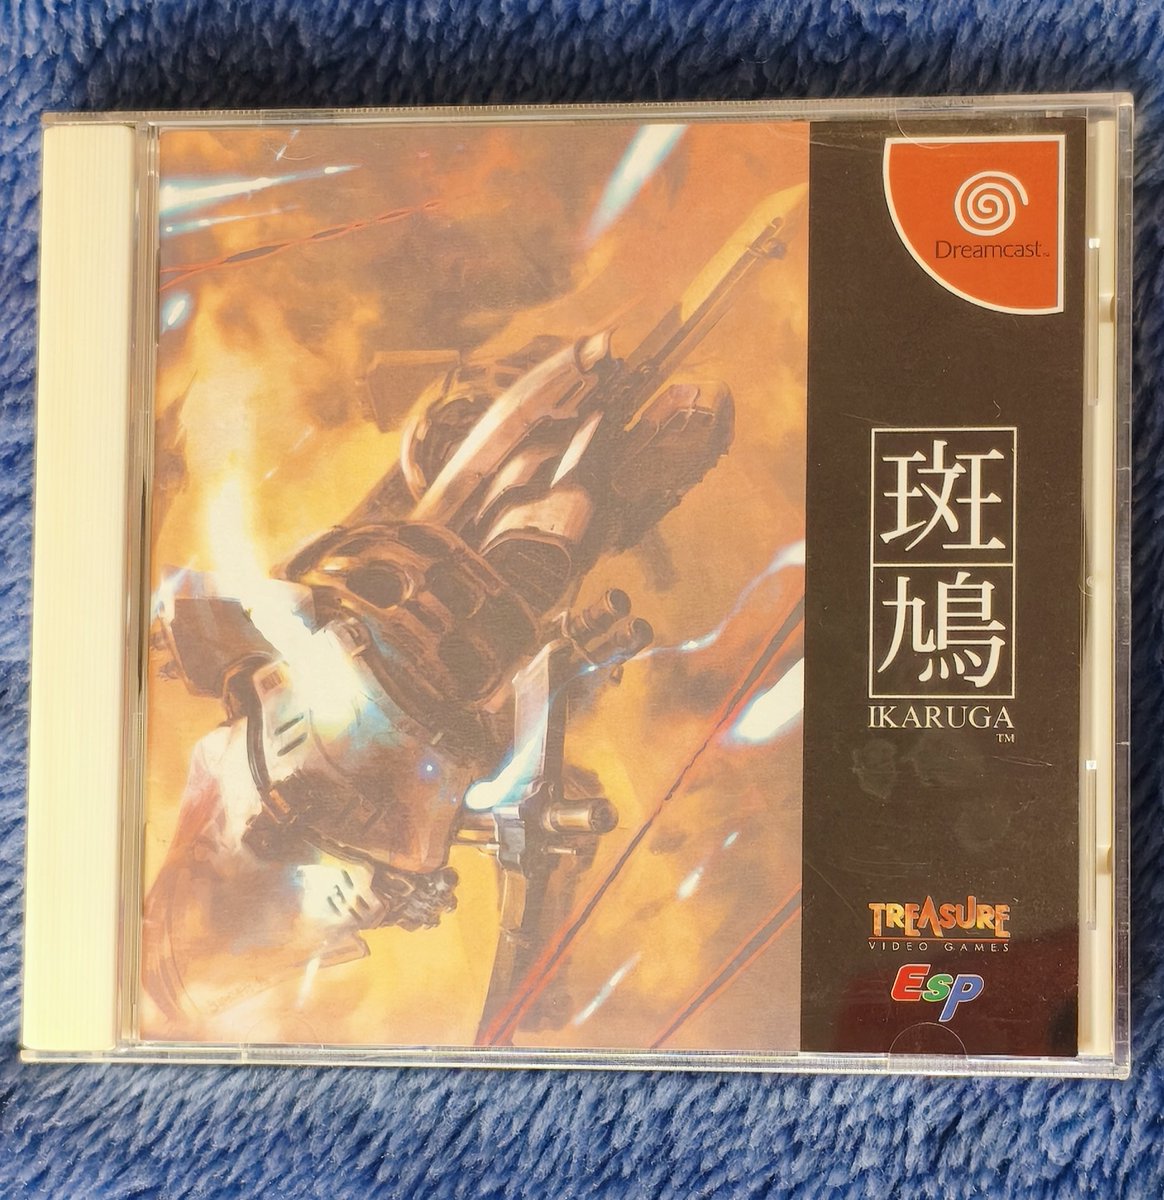 Dreamcast
斑
鳩
IKARUGA
TM
TREASURE
VIDEO GAMES
ESP